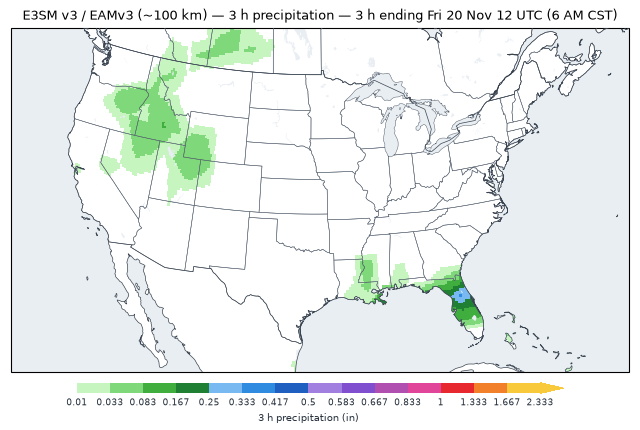 E3SM v3 / EAMv3 (~100 km) — 3 h precipitation — 3 h ending Fri 20 Nov 12 UTC (6 AM CST)
0.01 0.033 0.083 0.167 0.25 0.333 0.417 0.5 0.583 0.667 0.833 1 1.333 1.667 2.333
3 h precipitation (in)